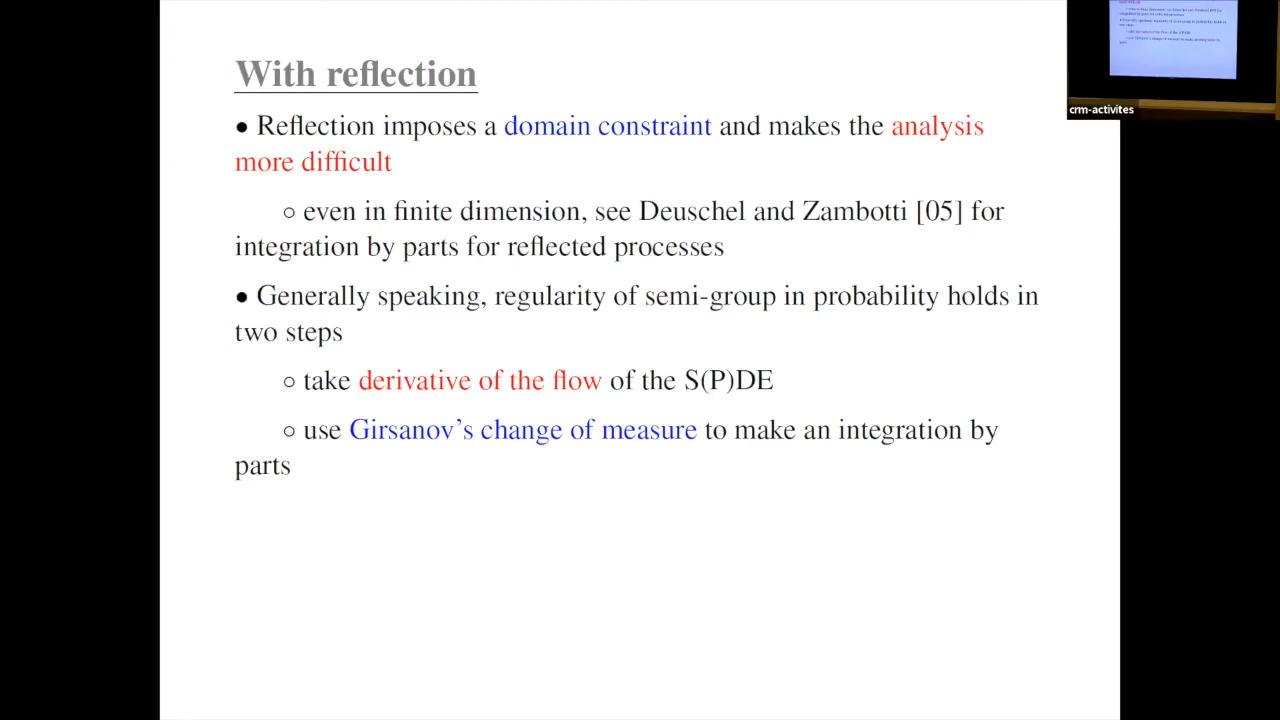 With reflection
• Reflection imposes a domain constraint and makes the analysis
more difficult
◦ even in finite dimension, see Deuschel and Zambotti [05] for
integration by parts for reflected processes
• Generally speaking, regularity of semi-group in probability holds in
two steps
◦ take derivative of the flow of the S(P)DE
◦ use Girsanov's change of measure to make an integration by
parts
crm-activites